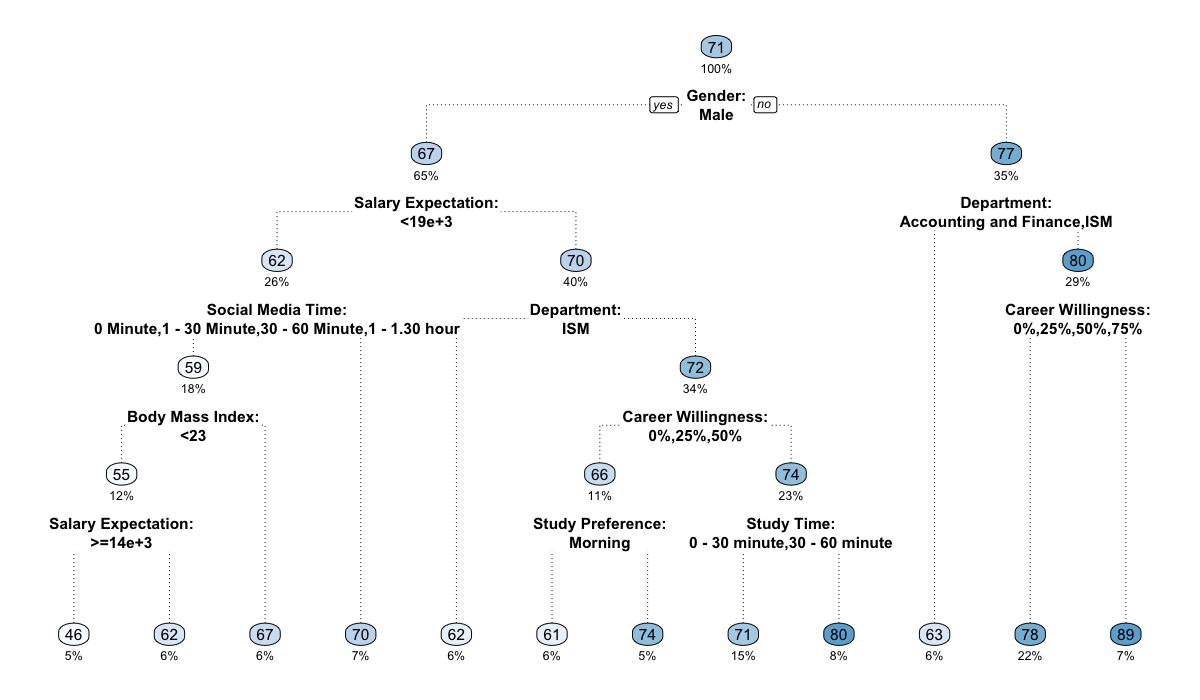 71
100%
yes
Gender:
Male
no
67
65%
77
35%
Salary Expectation:
<19e+3
Department:
Accounting and Finance,ISM
62
26%
70
40%
80
29%
Social Media Time:
0 Minute,1 - 30 Minute,30 - 60 Minute,1 - 1.30 hour
Department:
ISM
Career Willingness:
0%,25%,50%,75%
59
18%
72
34%
Body Mass Index:
<23
Career Willingness:
0%,25%,50%
55
12%
66
11%
74
23%
Salary Expectation:
>=14e+3
Study Preference:
Morning
Study Time:
0 - 30 minute,30 - 60 minute
46
5%
62
6%
67
6%
70
7%
62
6%
61
6%
74
5%
71
15%
80
8%
63
6%
78
22%
89
7%